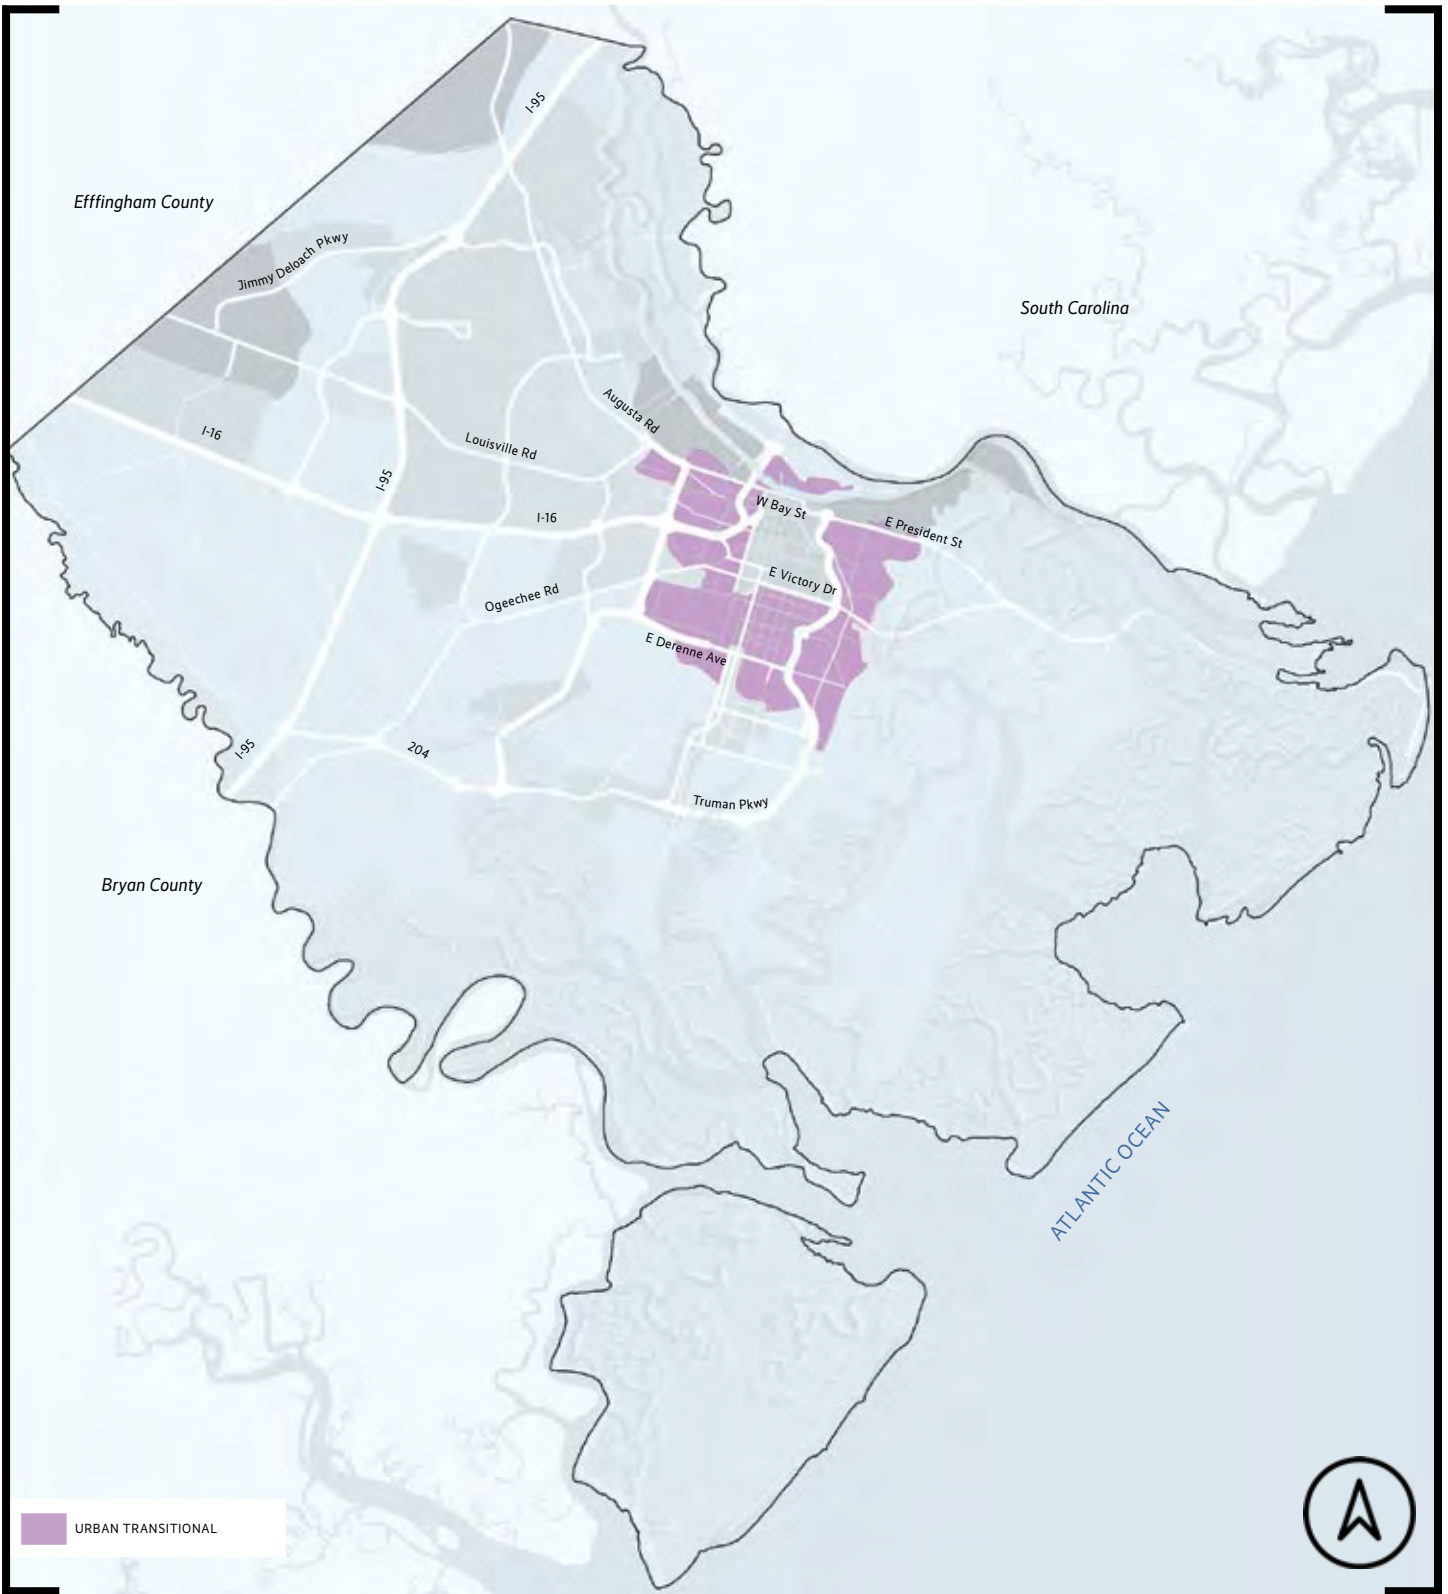 I-95
Efffingham County
Jimmy Deloach Pkwy
South Carolina
Augusta Rd
I-16
Louisville Rd
I-95
W Bay St
I-16
E President St
E Victory Dr
Ogeechee Rd
E Derenne Ave
I-95
204
Truman Pkwy
Bryan County
ATLANTIC OCEAN
URBAN TRANSITIONAL